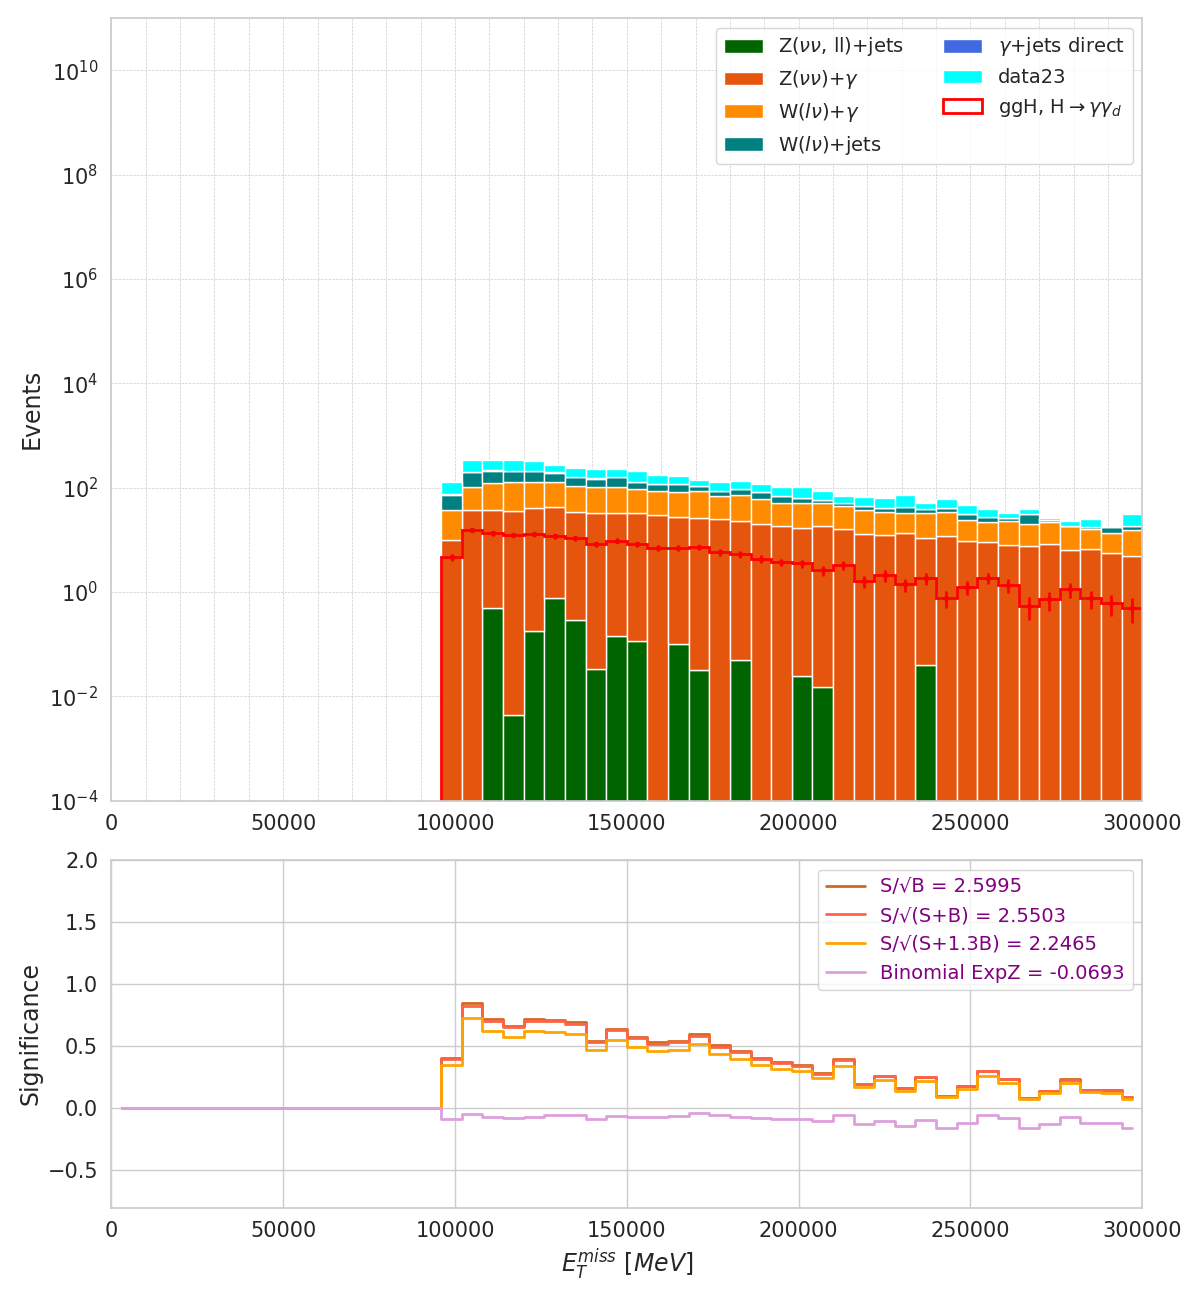 Z(νν, ll)+jets
Z(νν)+γ
W(lν)+γ
W(lν)+jets
γ+jets direct
data23
ggH, H→γγ_d
Events
10^10
10^8
10^6
10^4
10^2
10^0
10^−2
10^−4
0 50000 100000 150000 200000 250000 300000
S/√B = 2.5995
S/√(S+B) = 2.5503
S/√(S+1.3B) = 2.2465
Binomial ExpZ = -0.0693
Significance
2.0
1.5
1.0
0.5
0.0
−0.5
0 50000 100000 150000 200000 250000 300000
E_T^miss [MeV]